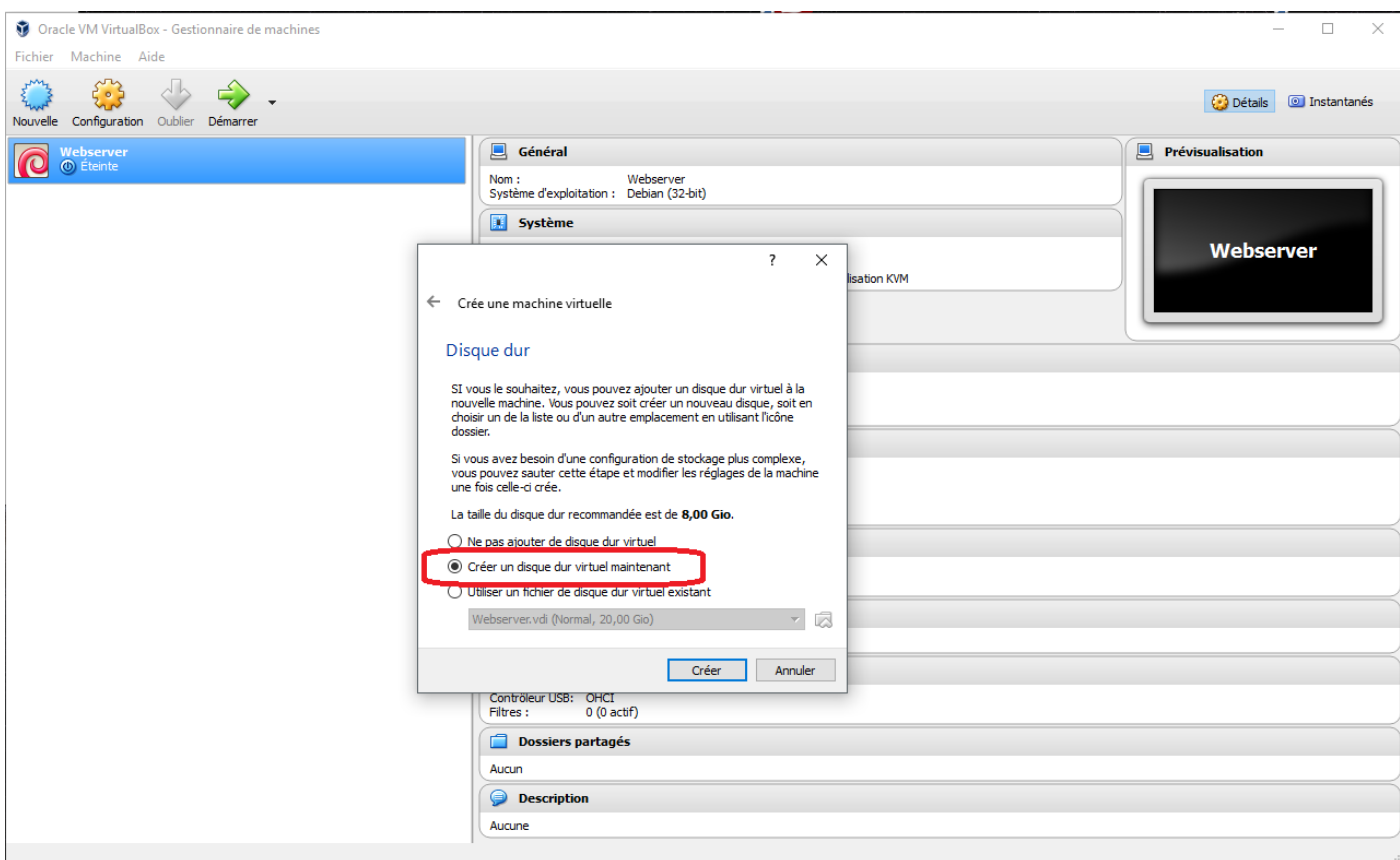 Oracle VM VirtualBox - Gestionnaire de machines
Fichier Machine Aide
Nouvelle Configuration Oublier Démarrer
Détails Instantanés
Webserver
Éteinte
Général
Nom : Webserver
Système d'exploitation : Debian (32-bit)
Système
lisation KVM
Prévisualisation
Webserver
?
Crée une machine virtuelle
Disque dur
SI vous le souhaitez, vous pouvez ajouter un disque dur virtuel à la
nouvelle machine. Vous pouvez soit créer un nouveau disque, soit en
choisir un de la liste ou d'un autre emplacement en utilisant l'icône
dossier.
Si vous avez besoin d'une configuration de stockage plus complexe,
vous pouvez sauter cette étape et modifier les réglages de la machine
une fois celle-ci crée.
La taille du disque dur recommandée est de 8,00 Gio.
Ne pas ajouter de disque dur virtuel
Créer un disque dur virtuel maintenant
Utiliser un fichier de disque dur virtuel existant
Webserver.vdi (Normal, 20,00 Gio)
Créer Annuler
Contrôleur USB: OHCI
Filtres : 0 (0 actif)
Dossiers partagés
Aucun
Description
Aucune